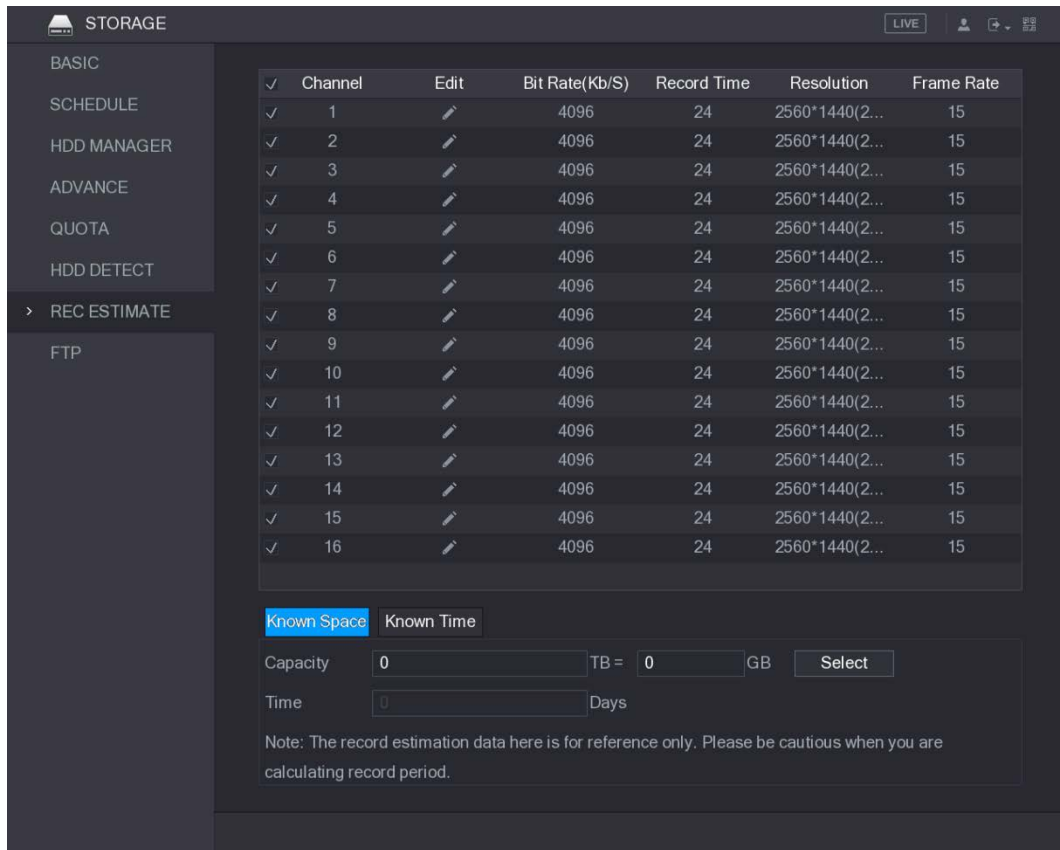 STORAGE LIVE
BASIC
SCHEDULE
HDD MANAGER
ADVANCE
QUOTA
HDD DETECT
> REC ESTIMATE
FTP
Channel Edit Bit Rate(Kb/S) Record Time Resolution Frame Rate
1 4096 24 2560*1440(2... 15
2 4096 24 2560*1440(2... 15
3 4096 24 2560*1440(2... 15
4 4096 24 2560*1440(2... 15
5 4096 24 2560*1440(2... 15
6 4096 24 2560*1440(2... 15
7 4096 24 2560*1440(2... 15
8 4096 24 2560*1440(2... 15
9 4096 24 2560*1440(2... 15
10 4096 24 2560*1440(2... 15
11 4096 24 2560*1440(2... 15
12 4096 24 2560*1440(2... 15
13 4096 24 2560*1440(2... 15
14 4096 24 2560*1440(2... 15
15 4096 24 2560*1440(2... 15
16 4096 24 2560*1440(2... 15
Known Space Known Time
Capacity 0 TB = 0 GB Select
Time 0 Days
Note: The record estimation data here is for reference only. Please be cautious when you are
calculating record period.